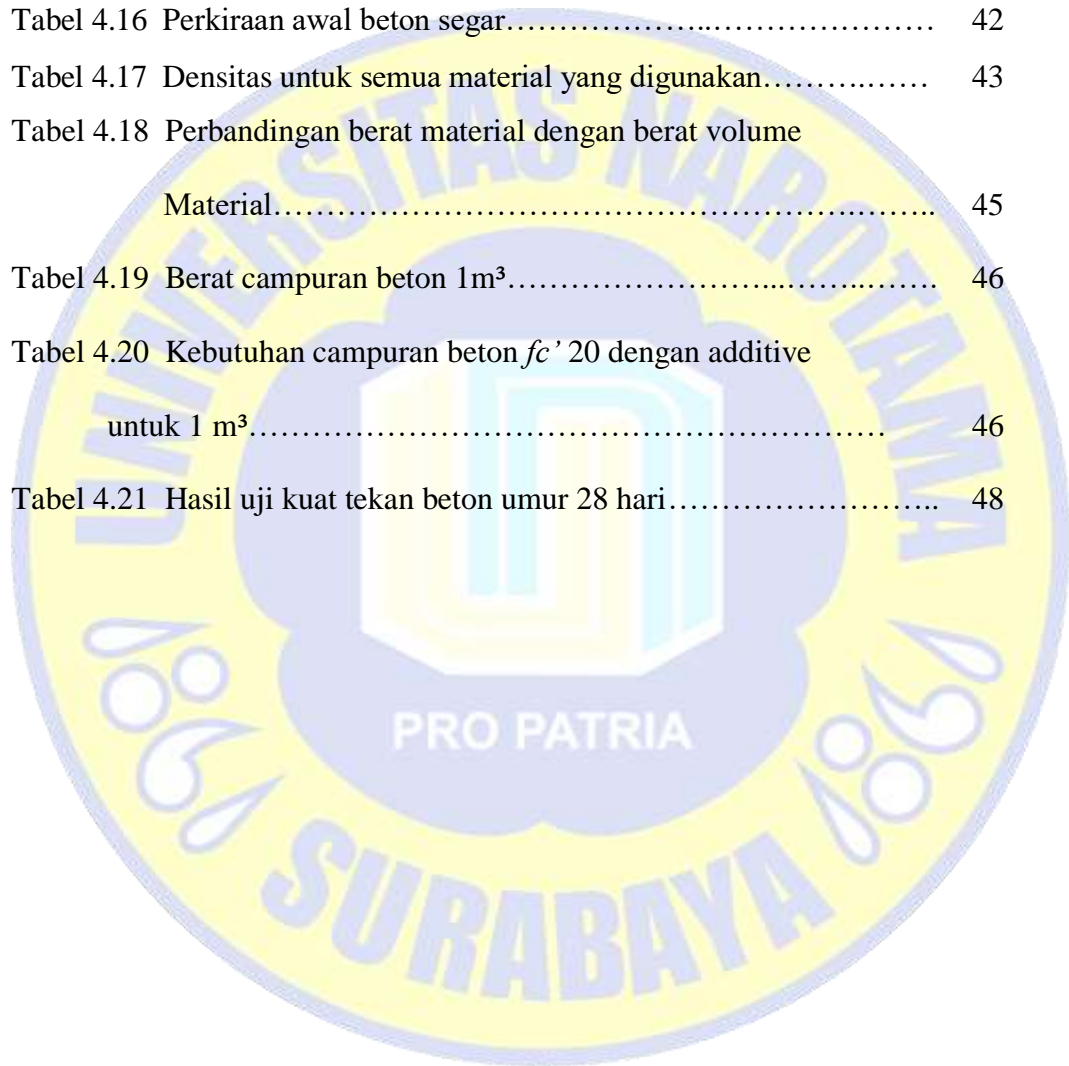 Tabel 4.16 Perkiraan awal beton segar……………….…...………………… 42
Tabel 4.17 Densitas untuk semua material yang digunakan……….…… 43
Tabel 4.18 Perbandingan berat material dengan berat volume
Material……………………………………………………….…….. 45
Tabel 4.19 Berat campuran beton 1m³……………………...……..……. 46
Tabel 4.20 Kebutuhan campuran beton fc’ 20 dengan additive
untuk 1 m³…………………………………………………………… 46
Tabel 4.21 Hasil uji kuat tekan beton umur 28 hari…………………….. 48
UNIVERSITAS NAROTAMA
PRO PATRIA
SURABAYA